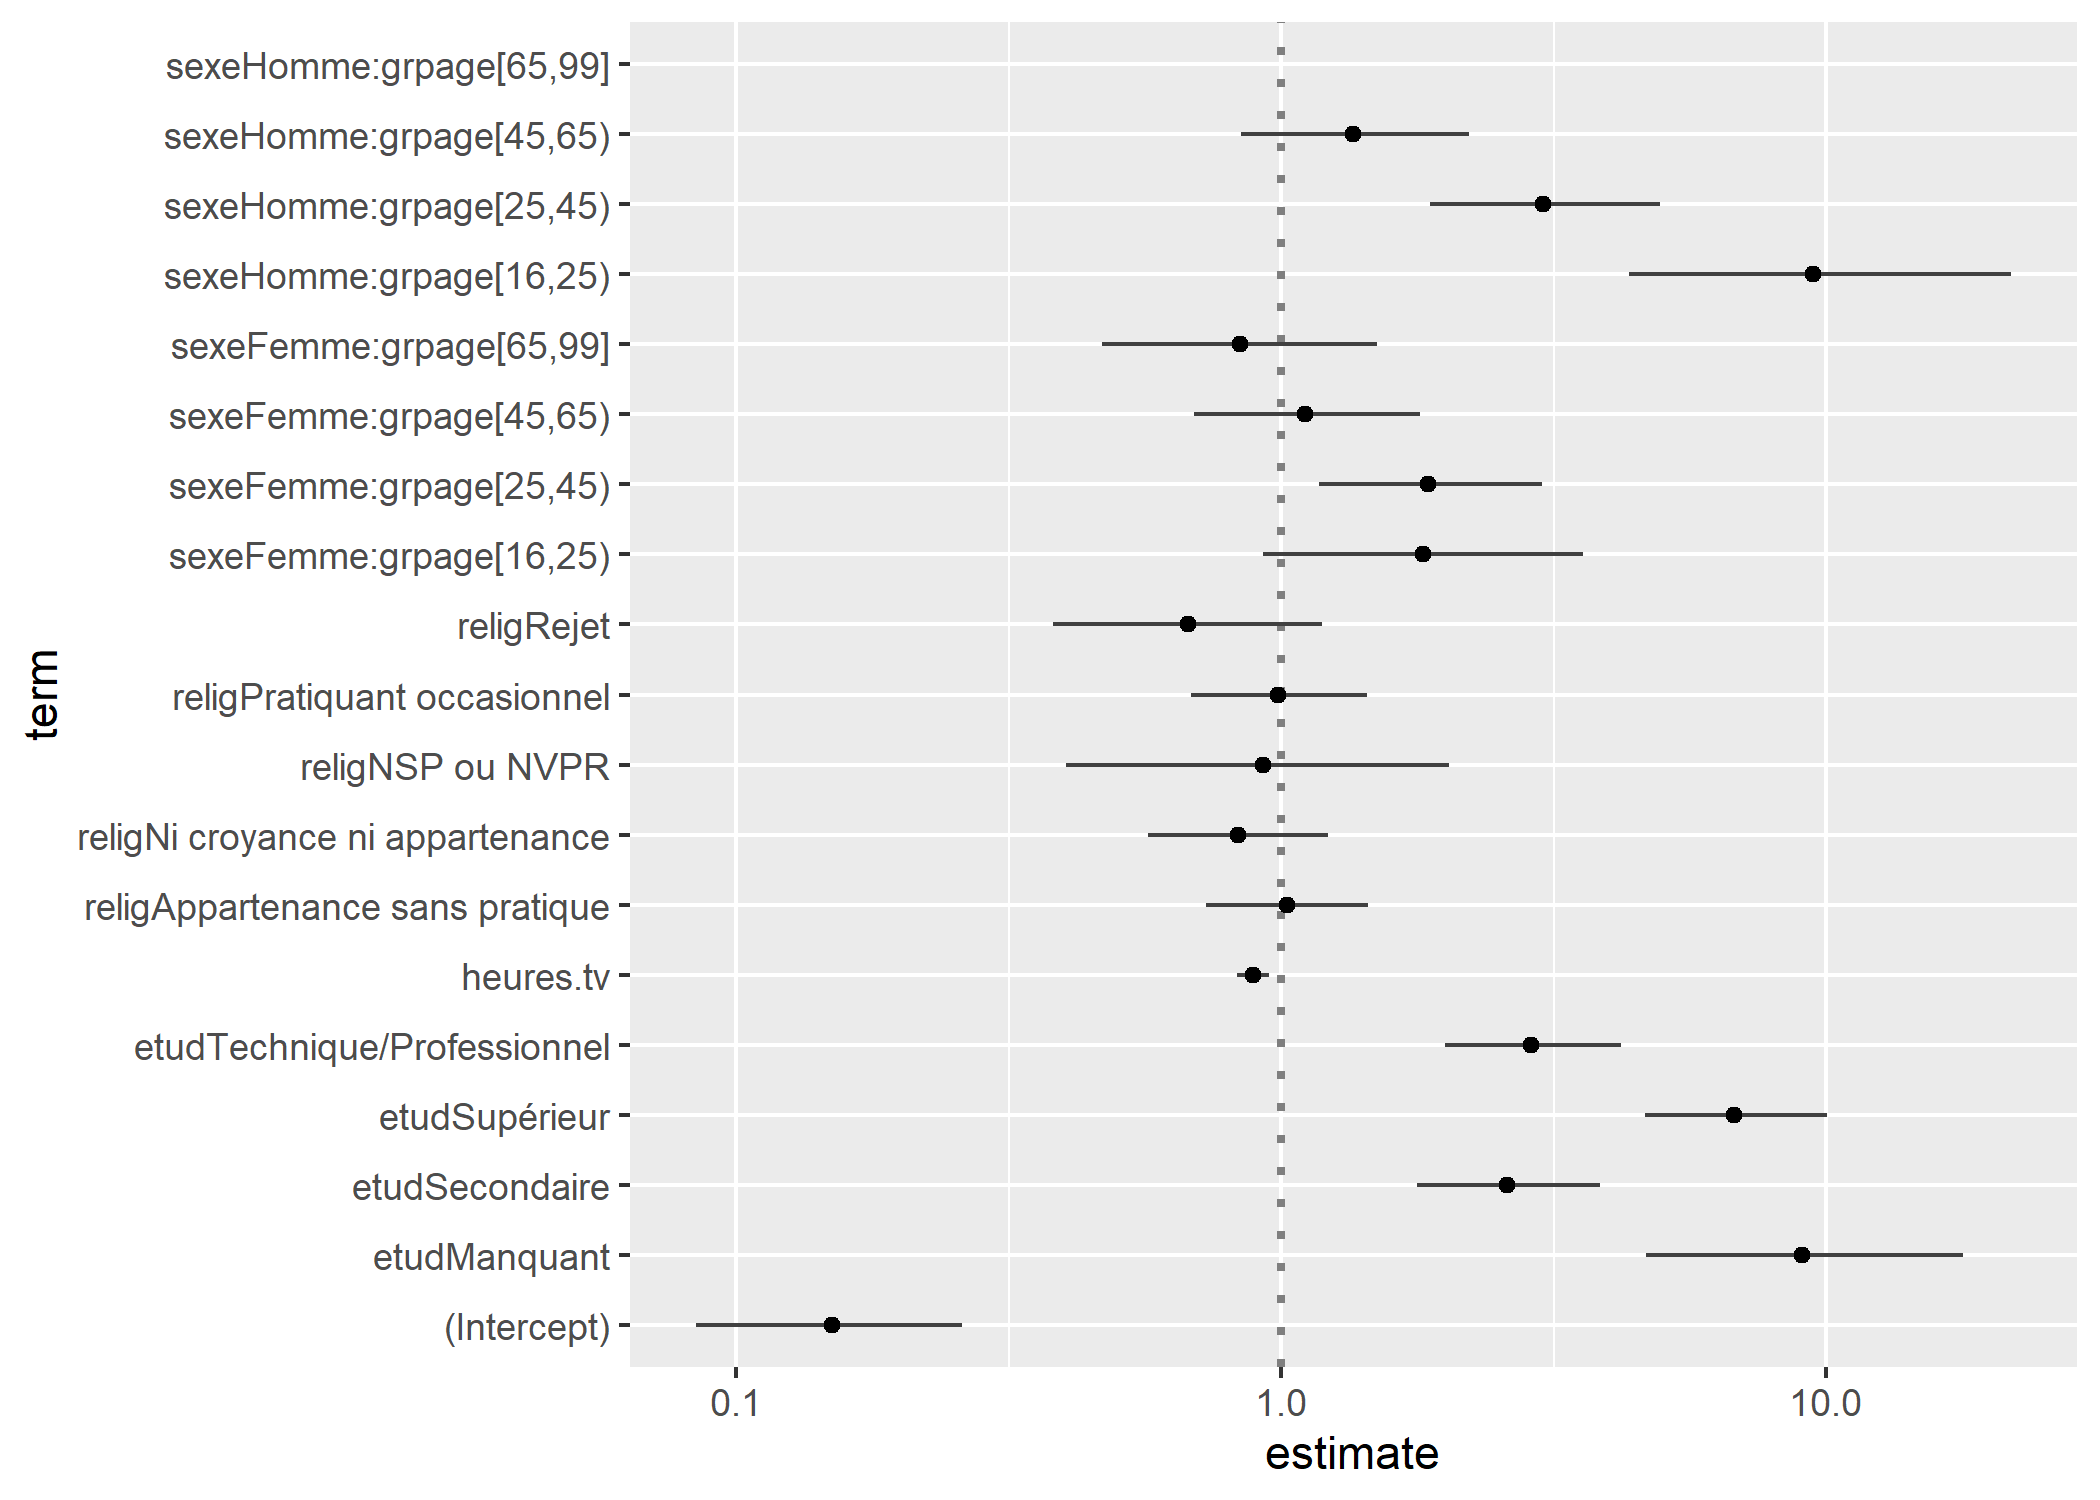 sexeHomme:grpage[65,99]
sexeHomme:grpage[45,65)
sexeHomme:grpage[25,45)
sexeHomme:grpage[16,25)
sexeFemme:grpage[65,99]
sexeFemme:grpage[45,65)
sexeFemme:grpage[25,45)
sexeFemme:grpage[16,25)
religRejet
religPratiquant occasionnel
religNSP ou NVPR
religNi croyance ni appartenance
religAppartenance sans pratique
heures.tv
etudTechnique/Professionnel
etudSupérieur
etudSecondaire
etudManquant
(Intercept)
term
0.1 1.0 10.0
estimate